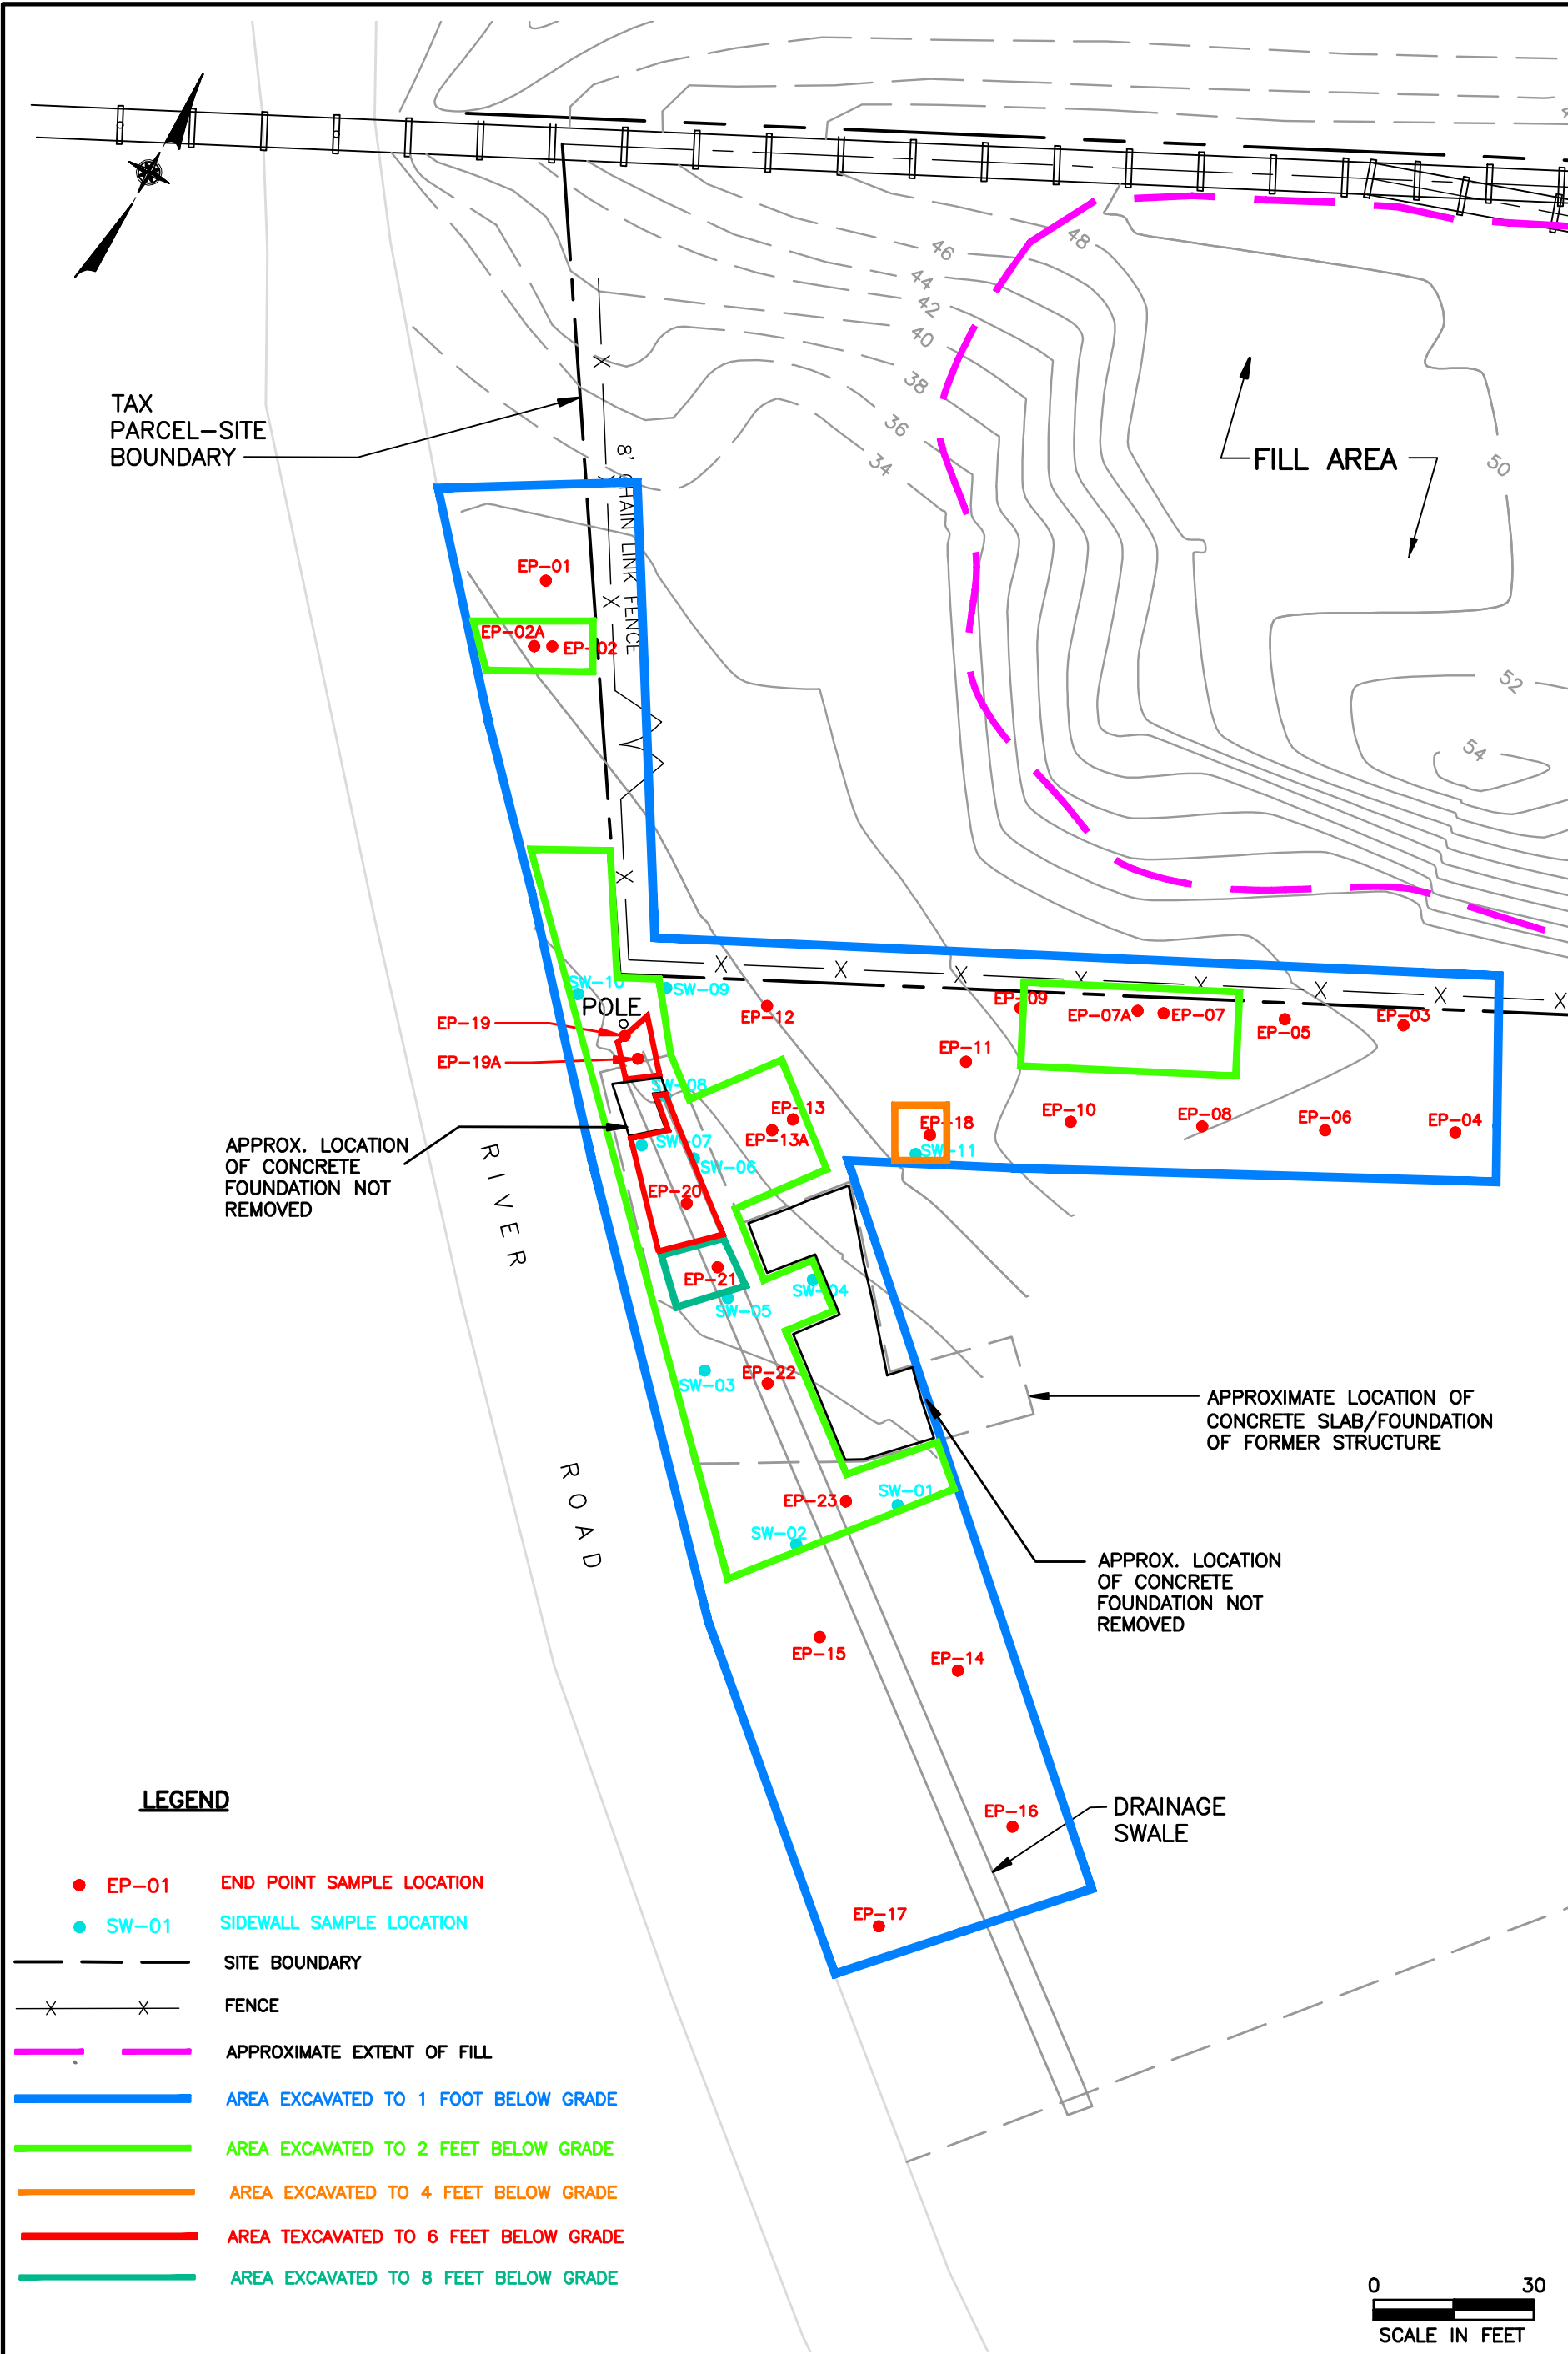 48
46
44
42
40
38
36
34
50
52
54
TAX
PARCEL-SITE
BOUNDARY
8' CHAIN LINK FENCE
FILL AREA
EP-01
EP-02A
EP-02
SW-10
SW-09
POLE
EP-12
EP-09
EP-07A
EP-07
EP-05
EP-03
EP-19
EP-19A
EP-11
SW-08
EP-13
EP-13A
EP-18
SW-11
EP-10
EP-08
EP-06
EP-04
SW-07
SW-06
APPROX. LOCATION
OF CONCRETE
FOUNDATION NOT
REMOVED
RIVER
EP-20
EP-21
SW-04
SW-05
SW-03
EP-22
APPROXIMATE LOCATION OF
CONCRETE SLAB/FOUNDATION
OF FORMER STRUCTURE
ROAD
EP-23
SW-01
SW-02
APPROX. LOCATION
OF CONCRETE
FOUNDATION NOT
REMOVED
EP-15
EP-14
EP-16
DRAINAGE
SWALE
EP-17
LEGEND
EP-01 END POINT SAMPLE LOCATION
SW-01 SIDEWALL SAMPLE LOCATION
SITE BOUNDARY
FENCE
APPROXIMATE EXTENT OF FILL
AREA EXCAVATED TO 1 FOOT BELOW GRADE
AREA EXCAVATED TO 2 FEET BELOW GRADE
AREA EXCAVATED TO 4 FEET BELOW GRADE
AREA TEXCAVATED TO 6 FEET BELOW GRADE
AREA EXCAVATED TO 8 FEET BELOW GRADE
0 30
SCALE IN FEET